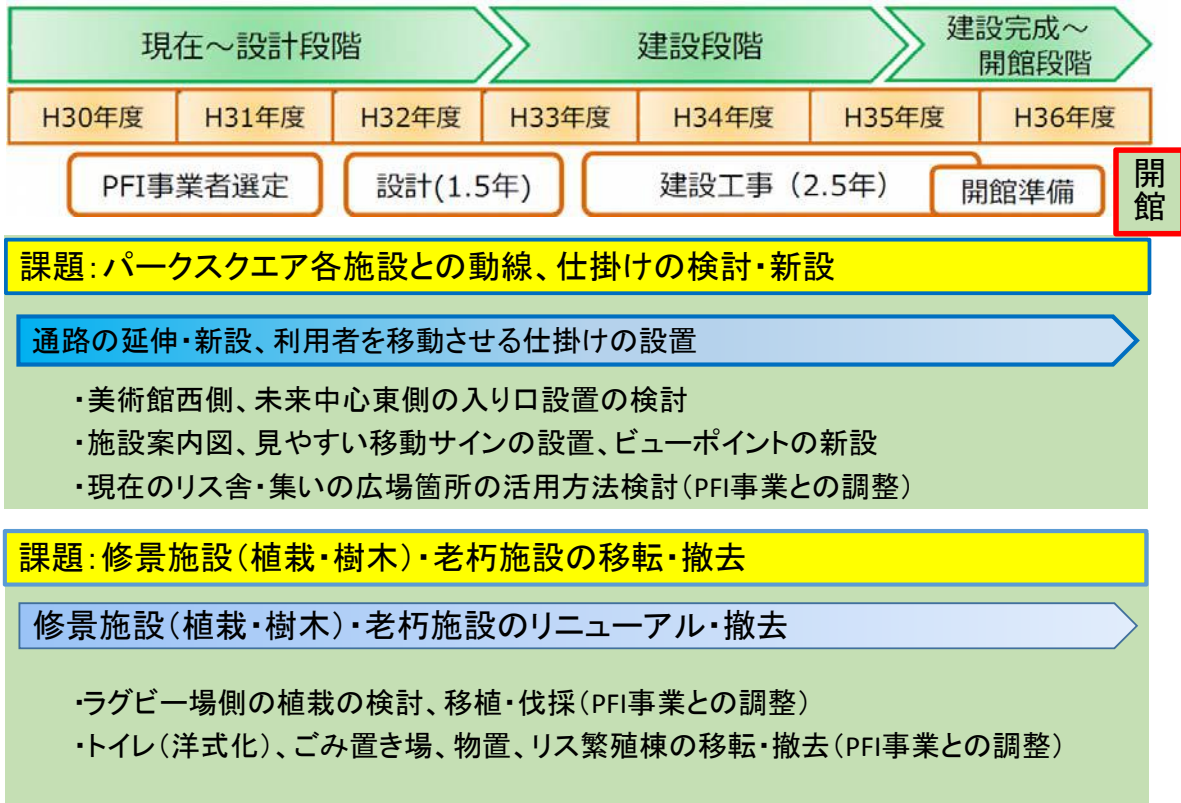 現在～設計段階
建設段階
建設完成～
開館段階
H30年度
H31年度
H32年度
H33年度
H34年度
H35年度
H36年度
PFI事業者選定
設計(1.5年)
建設工事（2.5年）
開館準備
開館
課題：パークスクエア各施設との動線、仕掛けの検討・新設
通路の延伸・新設、利用者を移動させる仕掛けの設置
・美術館西側、未来中心東側の入り口設置の検討
・施設案内図、見やすい移動サインの設置、ビューポイントの新設
・現在のリス舎・集いの広場箇所の活用方法検討（PFI事業との調整）
課題：修景施設（植栽・樹木）・老朽施設の移転・撤去
修景施設（植栽・樹木）・老朽施設のリニューアル・撤去
・ラグビー場側の植栽の検討、移植・伐採（PFI事業との調整）
・トイレ（洋式化）、ごみ置き場、物置、リス繁殖棟の移転・撤去（PFI事業との調整）